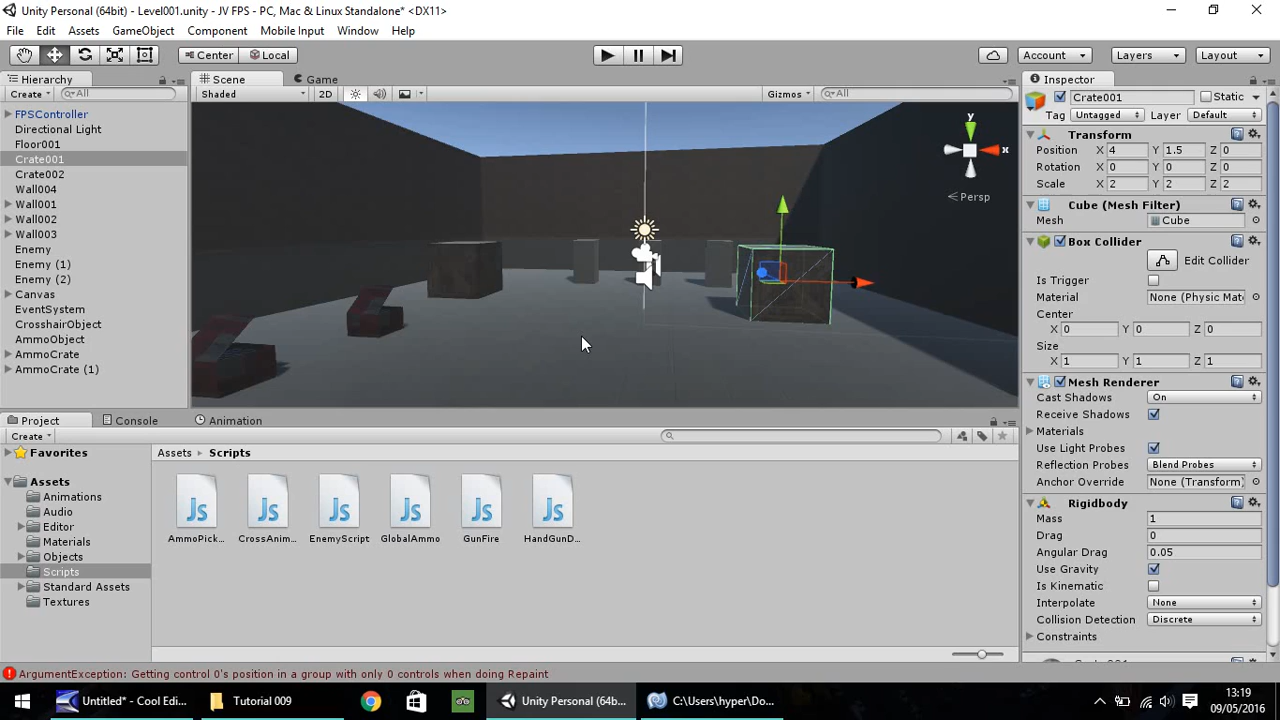 Unity Personal (64bit) - Level001.unity - JV FPS - PC, Mac & Linux Standalone* <DX11>
File Edit Assets GameObject Component Mobile Input Window Help
Center Local Account Layers Layout
Hierarchy Scene Game Inspector
Create All Shaded 2D Gizmos All
Crate001 Static
Tag Untagged Layer Default
FPSController
Directional Light
Floor001
Crate001
Crate002
Wall004
Wall001
Wall002
Wall003
Enemy
Enemy (1)
Enemy (2)
Canvas
EventSystem
CrosshairObject
AmmoObject
AmmoCrate
AmmoCrate (1)
y
x
Persp
Transform
Position X 4 Y 1.5 Z 0
Rotation X 0 Y 0 Z 0
Scale X 2 Y 2 Z 2
Cube (Mesh Filter)
Mesh Cube
Box Collider
Edit Collider
Is Trigger
Material None (Physic Mat
Center
X 0 Y 0 Z 0
Size
X 1 Y 1 Z 1
Mesh Renderer
Cast Shadows On
Receive Shadows
Materials
Use Light Probes
Reflection Probes Blend Probes
Anchor Override None (Transform)
Rigidbody
Mass 1
Drag 0
Angular Drag 0.05
Use Gravity
Is Kinematic
Interpolate None
Collision Detection Discrete
Constraints
Project Console Animation
Create
Favorites
Assets
Animations
Audio
Editor
Materials
Objects
Scripts
Standard Assets
Textures
Assets Scripts
Js Js Js Js Js Js
AmmoPick... CrossAnim... EnemyScript GlobalAmmo GunFire HandGunD...
ArgumentException: Getting control 0's position in a group with only 0 controls when doing Repaint
Untitled* - Cool Edi... Tutorial 009 Unity Personal (64b... C:\Users\hyper\Do...
13:19
09/05/2016